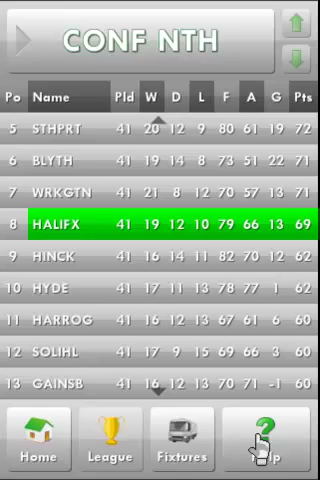 CONF NTH
Po Name Pld W D L F A G Pts
5 STHPRT 41 20 12 9 80 61 19 72
6 BLYTH 41 19 14 8 73 51 22 71
7 WRKGTN 41 21 8 12 70 57 13 71
8 HALIFX 41 19 12 10 79 66 13 69
9 HINCK 41 16 14 11 82 70 12 62
10 HYDE 41 17 11 13 78 77 1 62
11 HARROG 41 16 12 13 67 61 6 60
12 SOLIHL 41 17 9 15 69 66 3 60
13 GAINSB 41 16 12 13 70 71 -1 60
Home League Fixtures